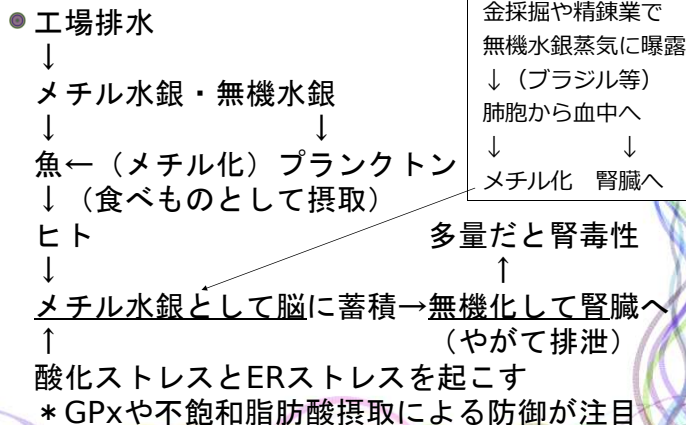 工場排水
↓
メチル水銀・無機水銀
↓ ↓
魚←（メチル化）プランクトン
↓（食べものとして摂取）
ヒト 多量だと腎毒性
↓ ↑
メチル水銀として脳に蓄積→無機化して腎臓へ
↑ （やがて排泄）
酸化ストレスとERストレスを起こす
＊GPxや不飽和脂肪酸摂取による防御が注目
金採掘や精錬業で
無機水銀蒸気に曝露
↓（ブラジル等）
肺胞から血中へ
↓ ↓
メチル化 腎臓へ